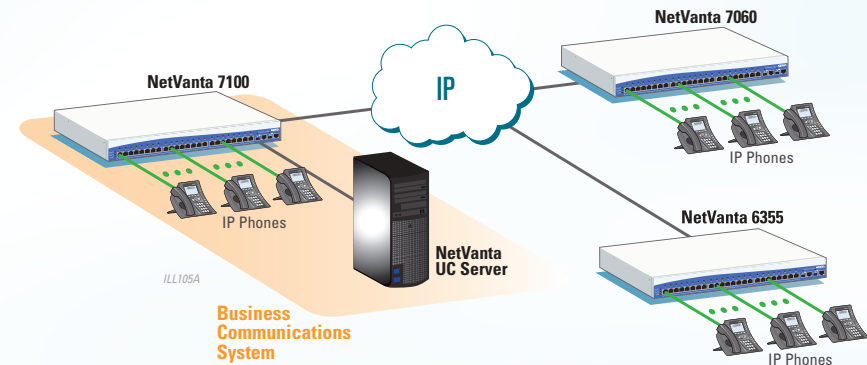 NetVanta 7060
IP
NetVanta 7100
IP Phones
IP Phones
NetVanta 6355
NetVanta
UC Server
ILL105A
Business
Communications
System
IP Phones